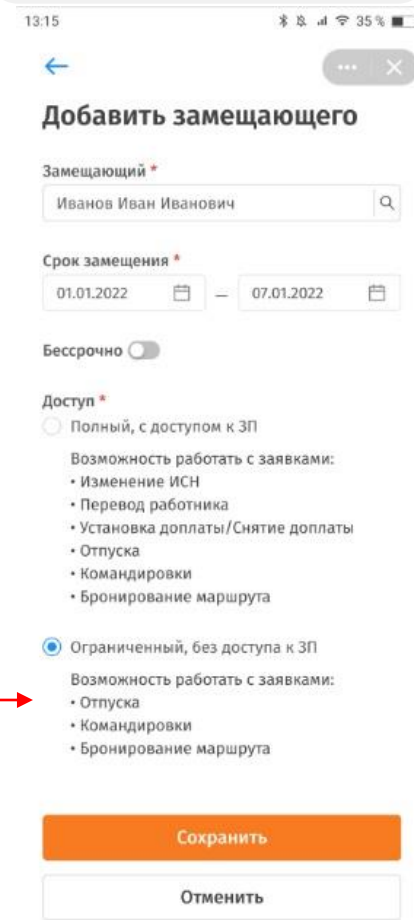 13:15 35 %
Добавить замещающего
Замещающий *
Иванов Иван Иванович
Срок замещения *
01.01.2022 — 07.01.2022
Бессрочно
Доступ *
Полный, с доступом к ЗП
Возможность работать с заявками:
• Изменение ИСН
• Перевод работника
• Установка доплаты/Снятие доплаты
• Отпуска
• Командировки
• Бронирование маршрута
Ограниченный, без доступа к ЗП
Возможность работать с заявками:
• Отпуска
• Командировки
• Бронирование маршрута
Сохранить
Отменить